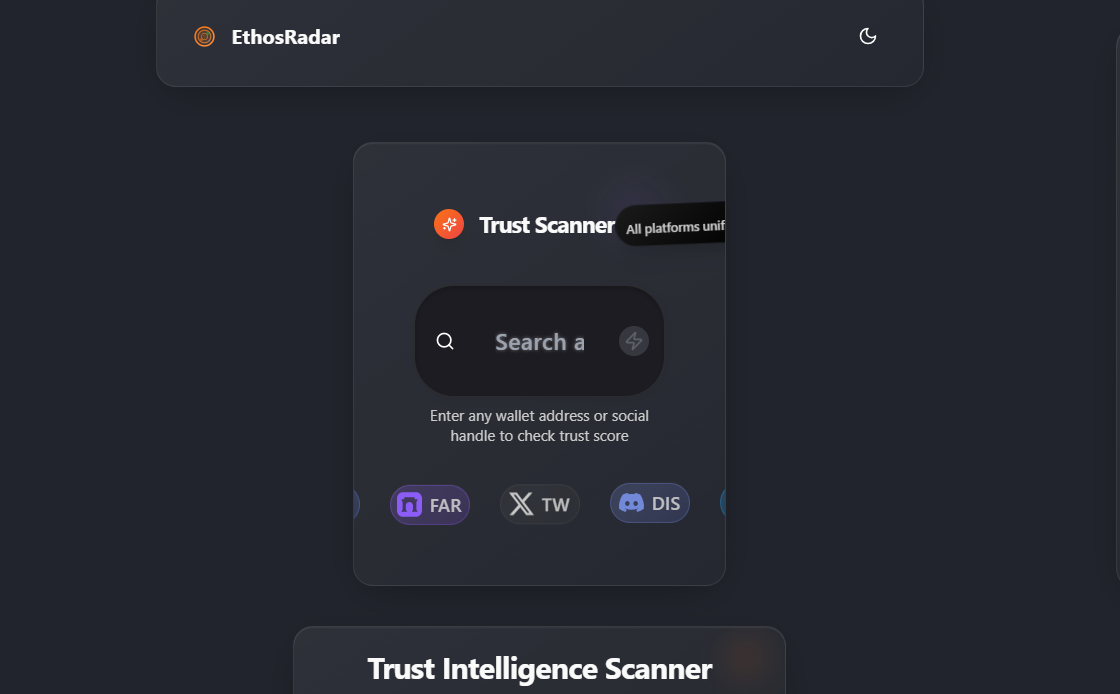 EthosRadar
Trust Scanner
All platforms unif
Search a
Enter any wallet address or social
handle to check trust score
FAR
TW
DIS
Trust Intelligence Scanner